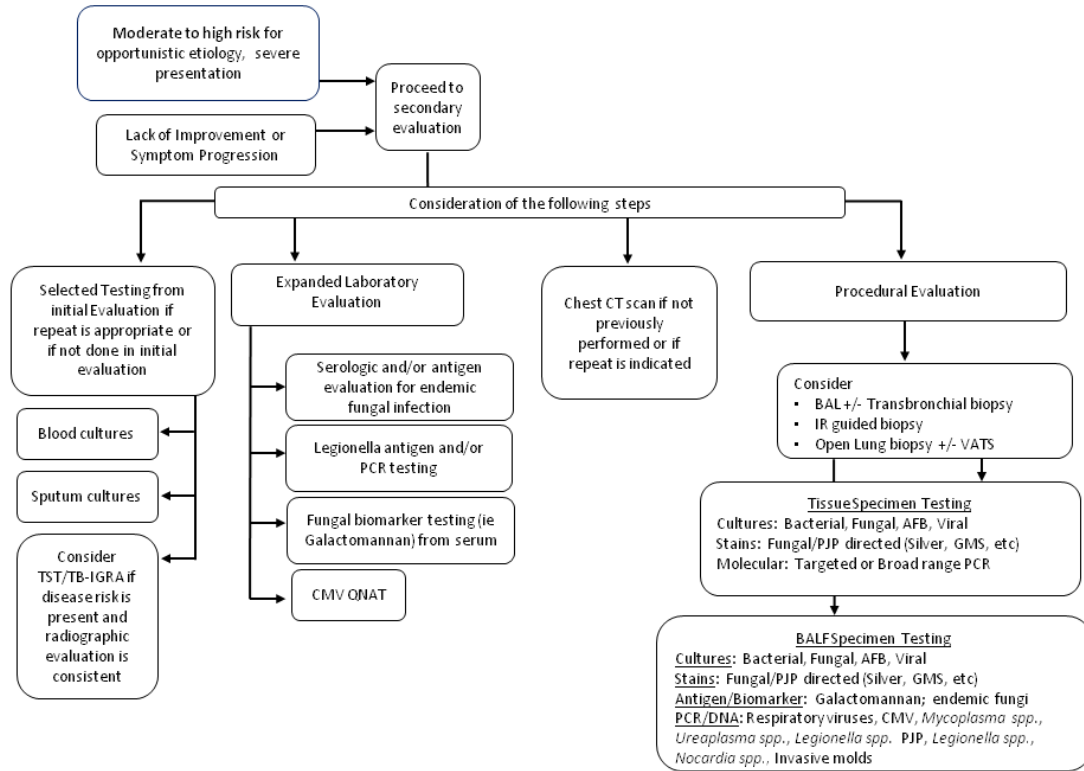 Moderate to high risk for
opportunistic etiology, severe
presentation
Proceed to
secondary
evaluation
Lack of Improvement or
Symptom Progression
Consideration of the following steps
Selected Testing from
initial Evaluation if
repeat is appropriate or
if not done in initial
evaluation
Blood cultures
Sputum cultures
Consider
TST/TB-IGRA if
disease risk is
present and
radiographic
evaluation is
consistent
Expanded Laboratory
Evaluation
Serologic and/or antigen
evaluation for endemic
fungal infection
Legionella antigen and/or
PCR testing
Fungal biomarker testing (ie
Galactomannan) from serum
CMV QNAT
Chest CT scan if not
previously
performed or if
repeat is indicated
Procedural Evaluation
Consider
▪ BAL +/- Transbronchial biopsy
▪ IR guided biopsy
▪ Open Lung biopsy +/- VATS
Tissue Specimen Testing
Cultures: Bacterial, Fungal, AFB, Viral
Stains: Fungal/PJP directed (Silver, GMS, etc)
Molecular: Targeted or Broad range PCR
BALF Specimen Testing
Cultures: Bacterial, Fungal, AFB, Viral
Stains: Fungal/PJP directed (Silver, GMS, etc)
Antigen/Biomarker: Galactomannan; endemic fungi
PCR/DNA: Respiratory viruses, CMV, Mycoplasma spp.,
Ureaplasma spp., Legionella spp. PJP, Legionella spp.,
Nocardia spp., Invasive molds